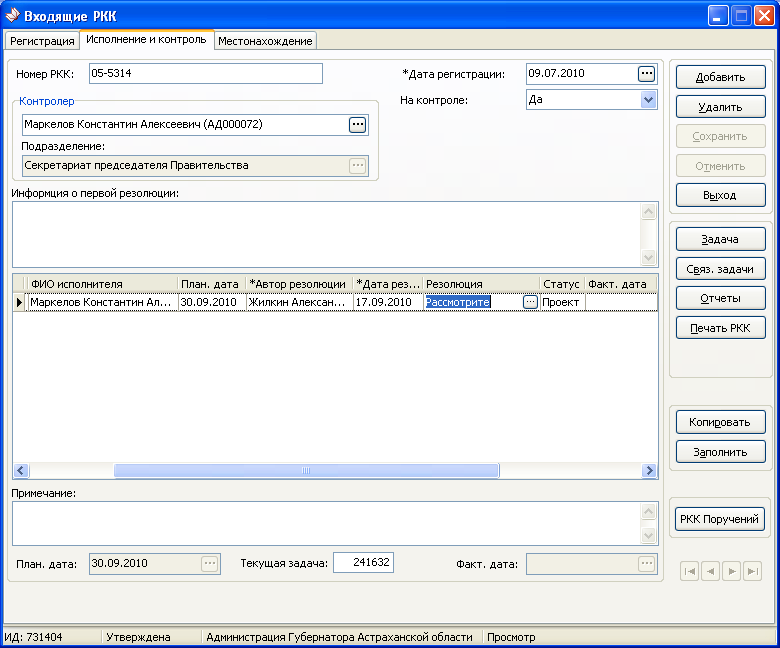 Входящие РКК
Регистрация Исполнение и контроль Местонахождение
Номер РКК: 05-5314 *Дата регистрации: 09.07.2010
Контролер
На контроле: Да
Маркелов Константин Алексеевич (АД000072)
Подразделение:
Секретариат председателя Правительства
Информция о первой резолюции:
ФИО исполнителя План. дата *Автор резолюции *Дата рез... Резолюция Статус Факт. дата
Маркелов Константин Ал... 30.09.2010 Жилкин Алексан... 17.09.2010 Рассмотрите ... Проект
Примечание:
План. дата: 30.09.2010 Текущая задача: 241632 Факт. дата:
Добавить
Удалить
Сохранить
Отменить
Выход
Задача
Связ. задачи
Отчеты
Печать РКК
Копировать
Заполнить
РКК Поручений
ИД: 731404 Утверждена Администрация Губернатора Астраханской области Просмотр